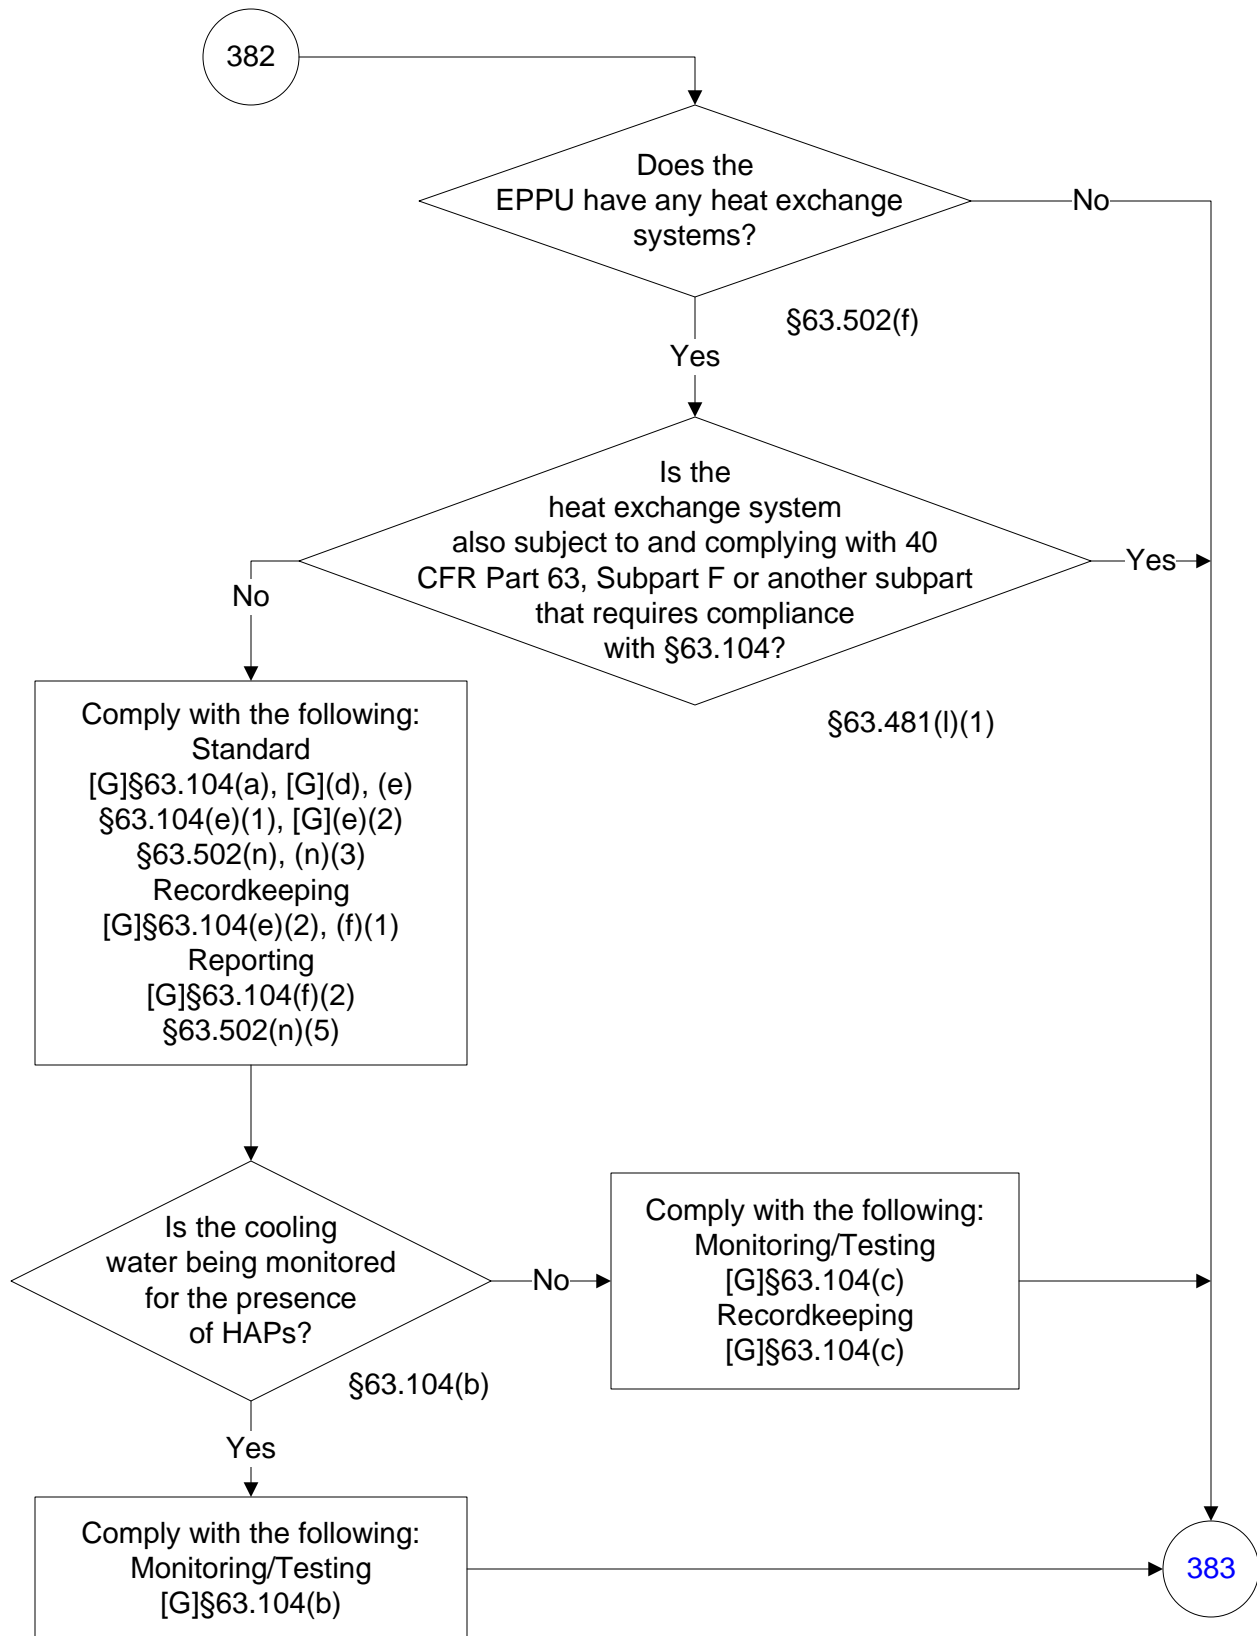 382
Does the
EPPU have any heat exchange
systems?
No
§63.502(f)
Yes
Is the
heat exchange system
also subject to and complying with 40
CFR Part 63, Subpart F or another subpart
that requires compliance
with §63.104?
Yes
No
§63.481(l)(1)
Comply with the following:
Standard
[G]§63.104(a), [G](d), (e)
§63.104(e)(1), [G](e)(2)
§63.502(n), (n)(3)
Recordkeeping
[G]§63.104(e)(2), (f)(1)
Reporting
[G]§63.104(f)(2)
§63.502(n)(5)
Is the cooling
water being monitored
for the presence
of HAPs?
No
Comply with the following:
Monitoring/Testing
[G]§63.104(c)
Recordkeeping
[G]§63.104(c)
§63.104(b)
Yes
Comply with the following:
Monitoring/Testing
[G]§63.104(b)
383